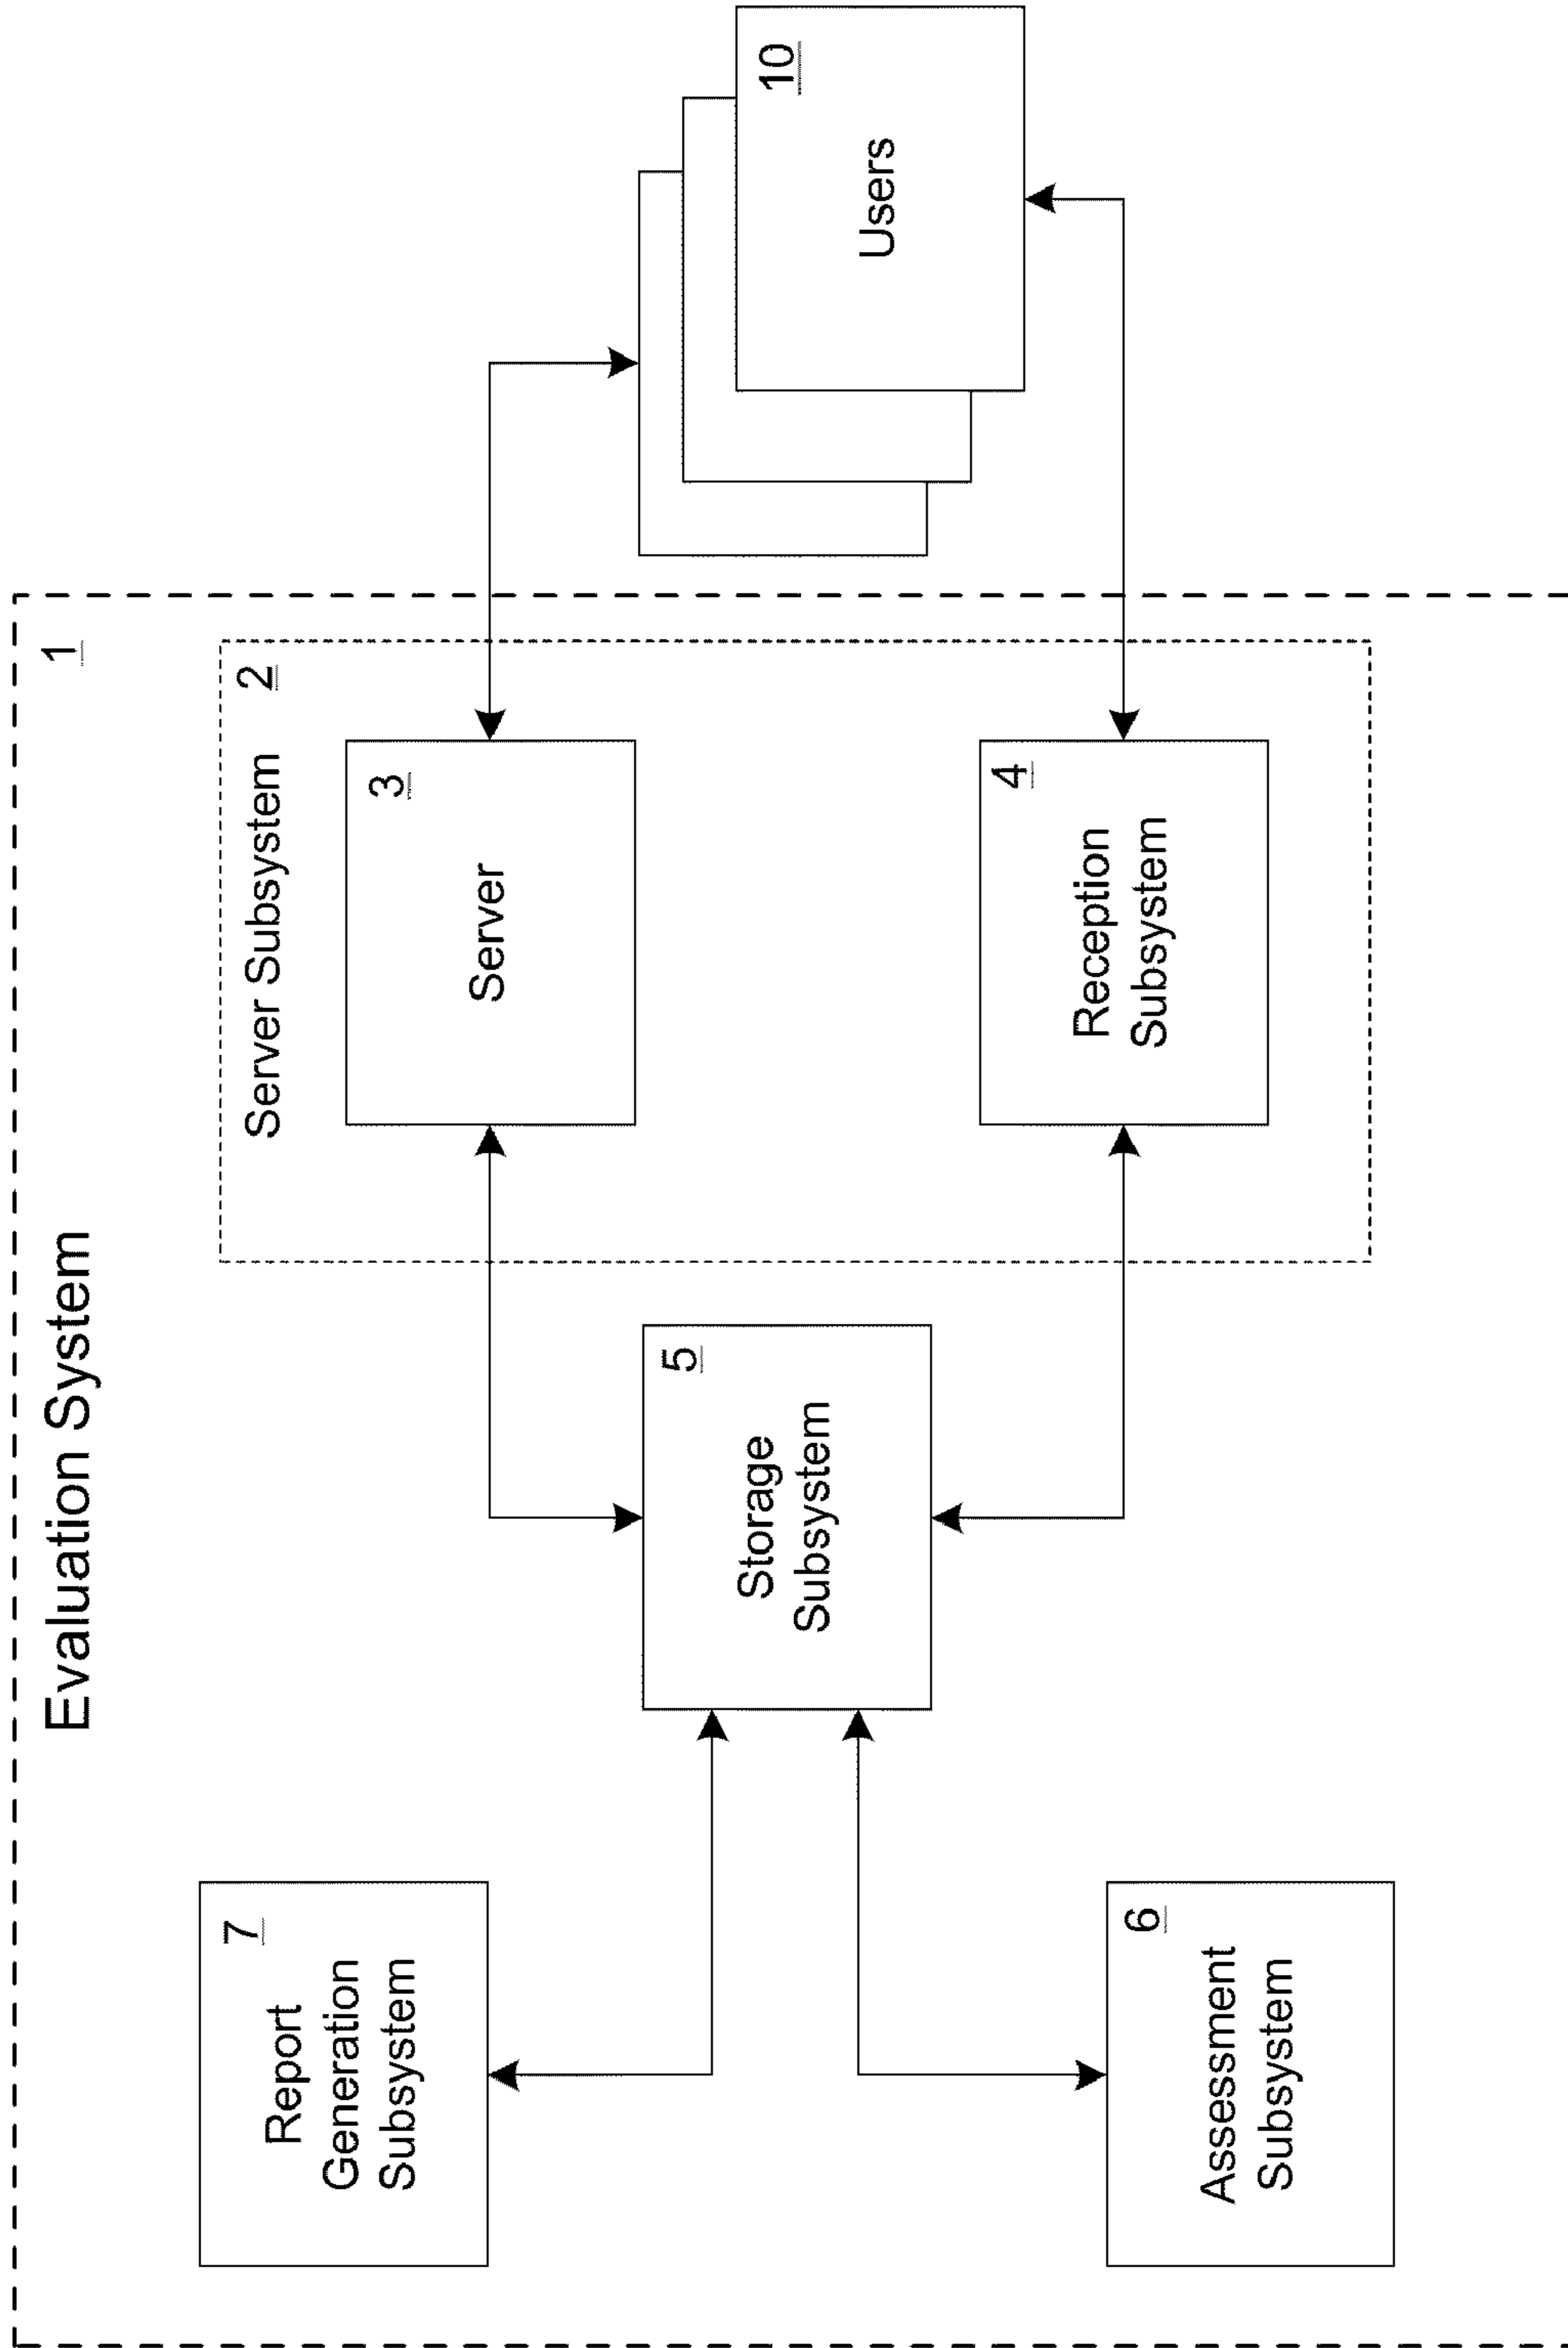 Evaluation System
1
7
Report
Generation
Subsystem
6
Assessment
Subsystem
5
Storage
Subsystem
Server Subsystem
2
3
Server
4
Reception
Subsystem
10
Users